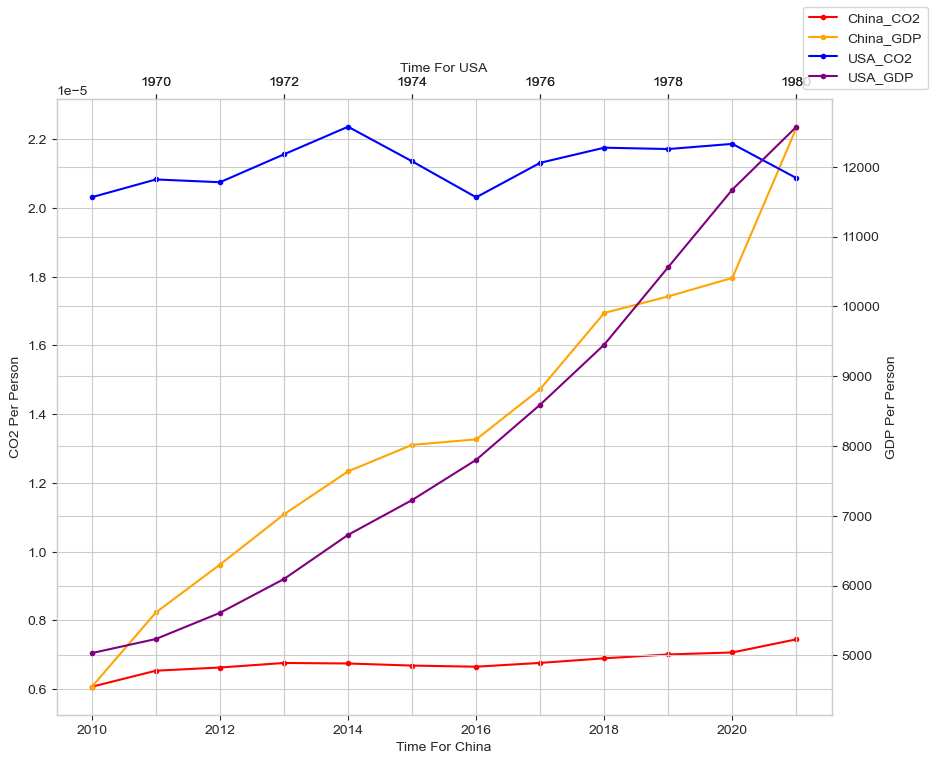 China_CO2
China_GDP
USA_CO2
USA_GDP
Time For USA
1970 1972 1974 1976 1978 1980
1e−5
2.2
2.0
1.8
1.6
1.4
1.2
1.0
0.8
0.6
CO2 Per Person
12000
11000
10000
9000
8000
7000
6000
5000
GDP Per Person
2010 2012 2014 2016 2018 2020
Time For China